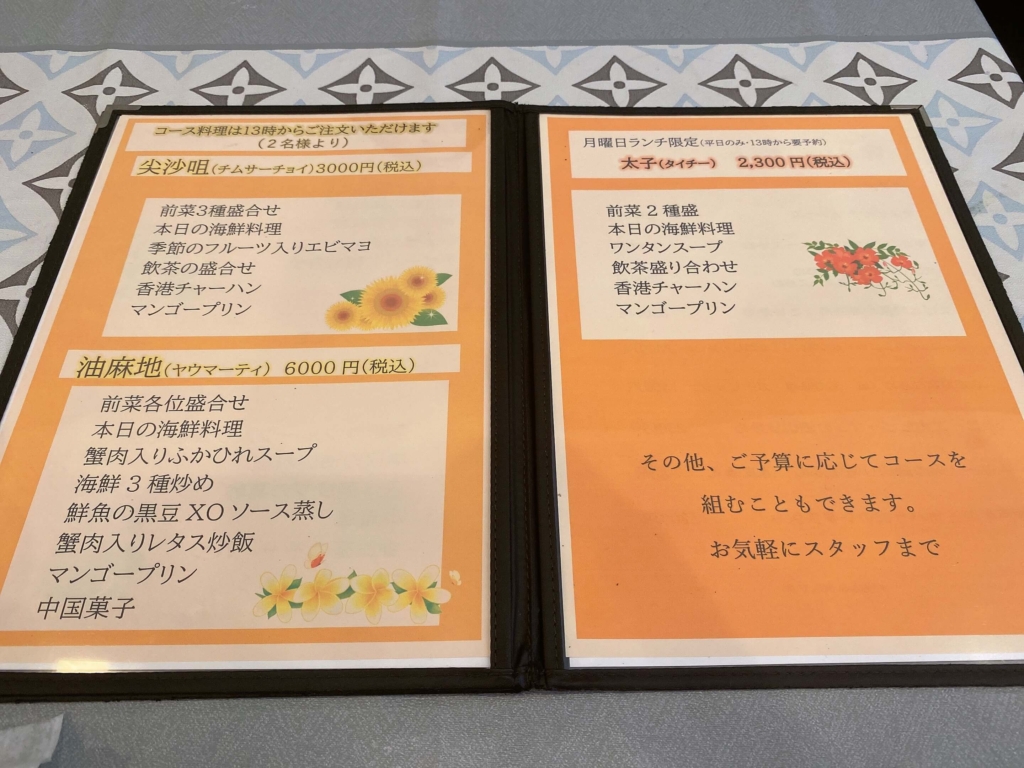 コース料理は13時からご注文いただけます
(2名様より)
尖沙咀(チムサーチョイ)3000円(税込)
前菜3種盛合せ
本日の海鮮料理
季節のフルーツ入りエビマヨ
飲茶の盛合せ
香港チャーハン
マンゴープリン
油麻地(ヤウマーティ) 6000円(税込)
前菜各位盛合せ
本日の海鮮料理
蟹肉入りふかひれスープ
海鮮3種炒め
鮮魚の黒豆XOソース蒸し
蟹肉入りレタス炒飯
マンゴープリン
中国菓子
月曜日ランチ限定(平日のみ・13時から要予約)
太子(タイチー) 2,300円(税込)
前菜2種盛
本日の海鮮料理
ワンタンスープ
飲茶盛り合わせ
香港チャーハン
マンゴープリン
その他、ご予算に応じてコースを
組むこともできます。
お気軽にスタッフまで